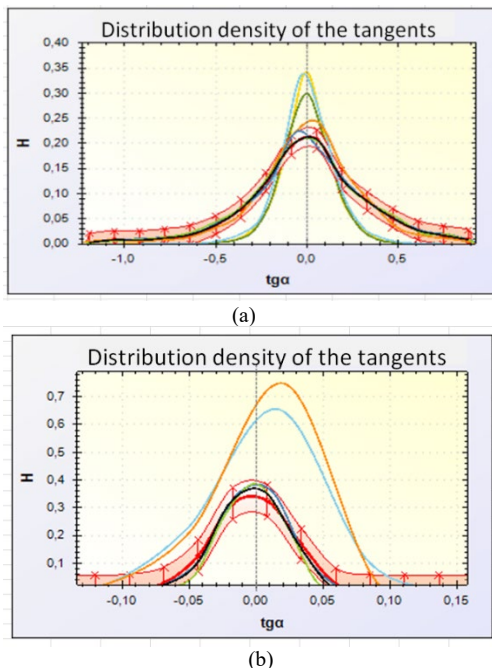 Distribution density of the tangents
0,40
0,35
0,30
0,25
0,20
0,15
0,10
0,05
0,00
H
-1,0 -0,5 0,0 0,5
tgα
(a)
Distribution density of the tangents
0,7
0,6
0,5
0,4
0,3
0,2
0,1
H
-0,10 -0,05 0,00 0,05 0,10 0,15
tgα
(b)